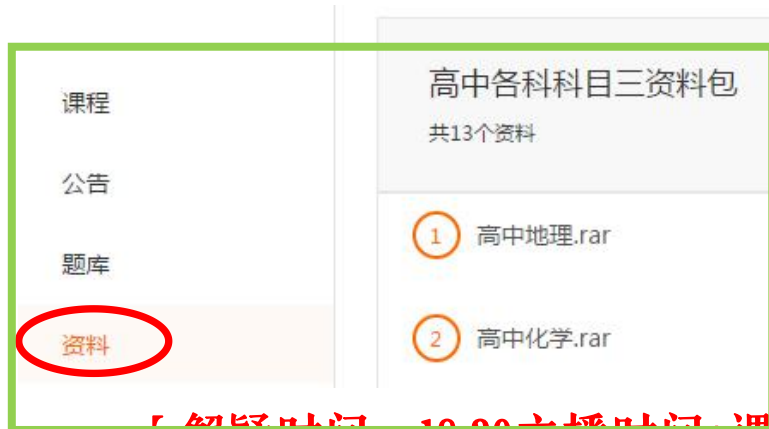 课程
公告
题库
资料
高中各科科目三资料包
共13个资料
1 高中地理.rar
2 高中化学.rar